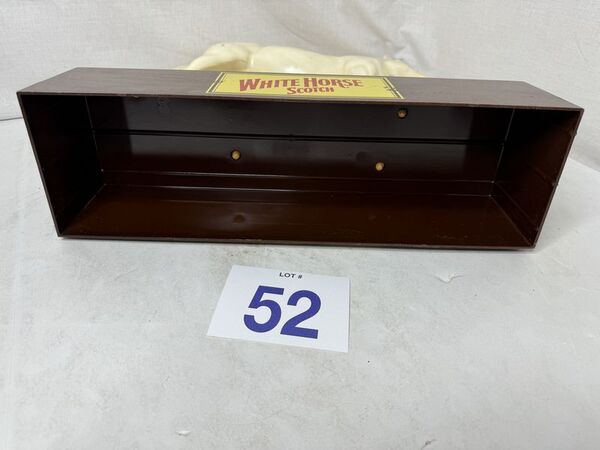 WHITE HORSE
SCOTCH
LOT #
52